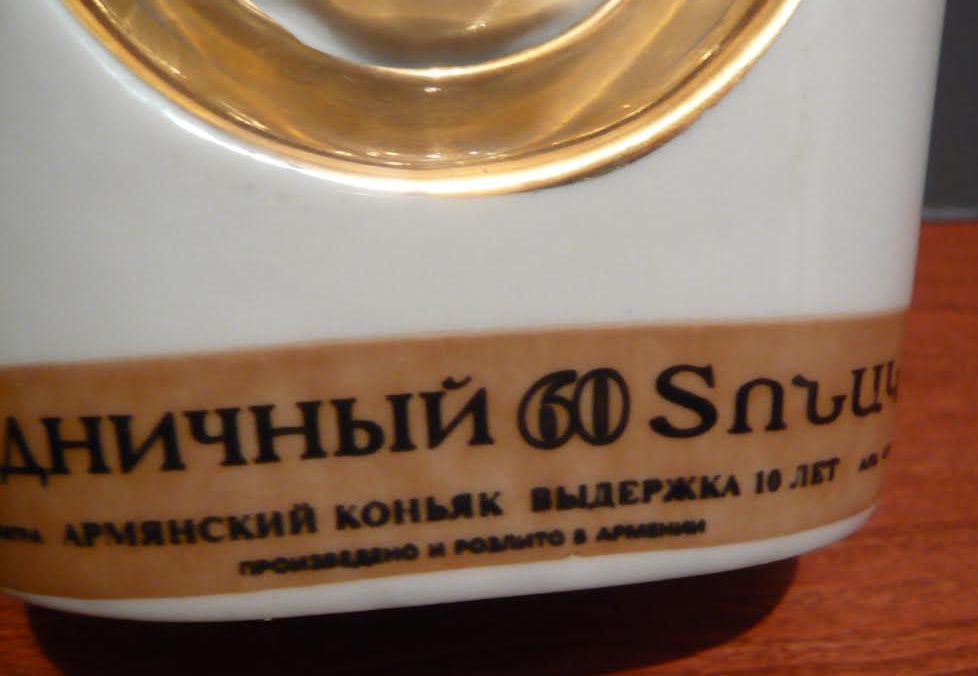 ДНИЧНЫЙ 60 ՏՈՆԱԿ
АРМЯНСКИЙ КОНЬЯК ВЫДЕРЖКА 10 ЛЕТ
ПРОИЗВЕДЕНО И РОЗЛИТО В АРМЕНИИ